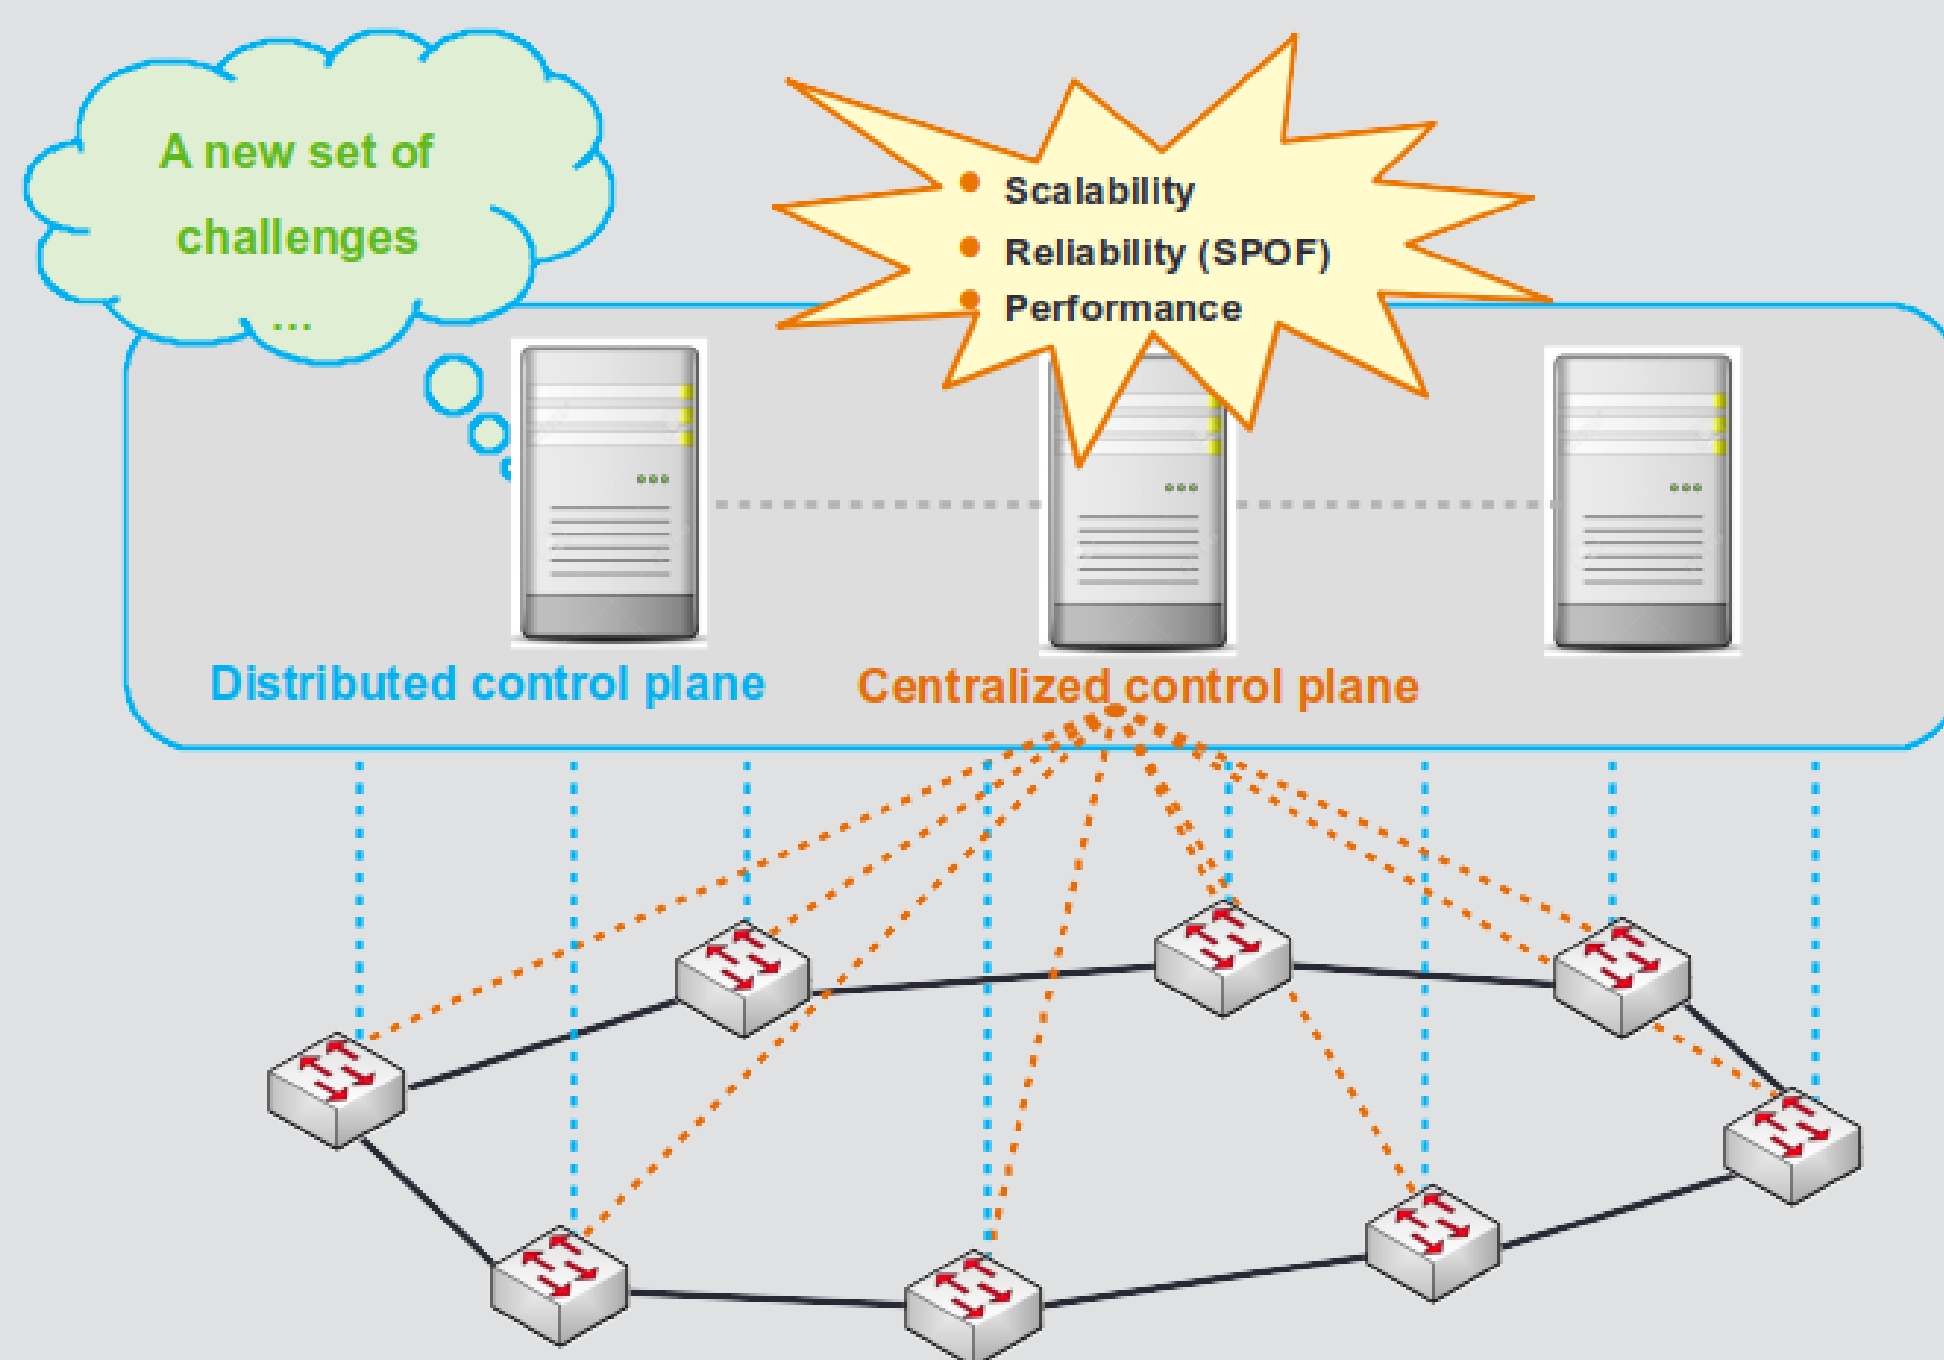 A new set of
challenges
...
• Scalability
• Reliability (SPOF)
• Performance
Distributed control plane
Centralized control plane